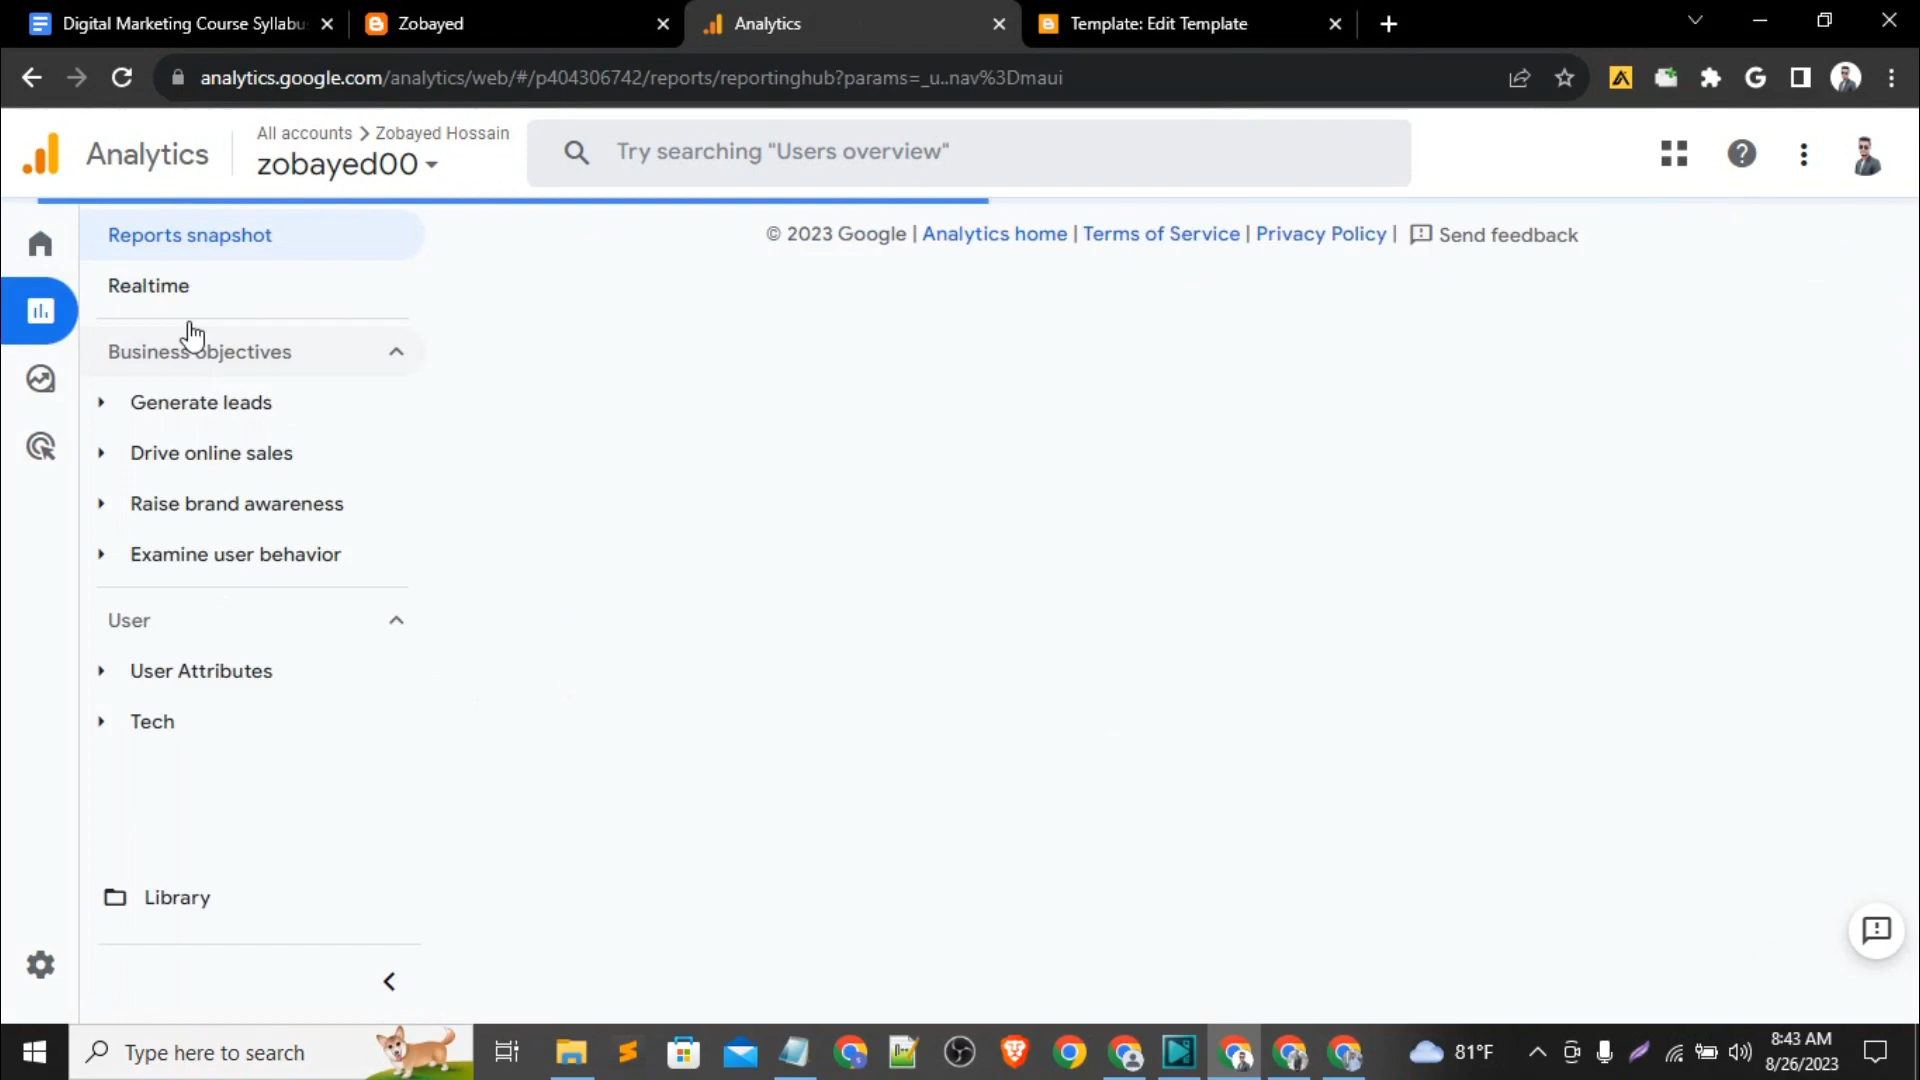 Digital Marketing Course Syllabu
Zobayed
Analytics
Template: Edit Template
analytics.google.com/analytics/web/#/p404306742/reports/reportinghub?params=_u..nav%3Dmaui
Analytics
All accounts > Zobayed Hossain
zobayed00
Try searching "Users overview"
Reports snapshot
Realtime
Business objectives
Generate leads
Drive online sales
Raise brand awareness
Examine user behavior
User
User Attributes
Tech
Library
© 2023 Google | Analytics home | Terms of Service | Privacy Policy | Send feedback
Type here to search
81°F
8:43 AM
8/26/2023